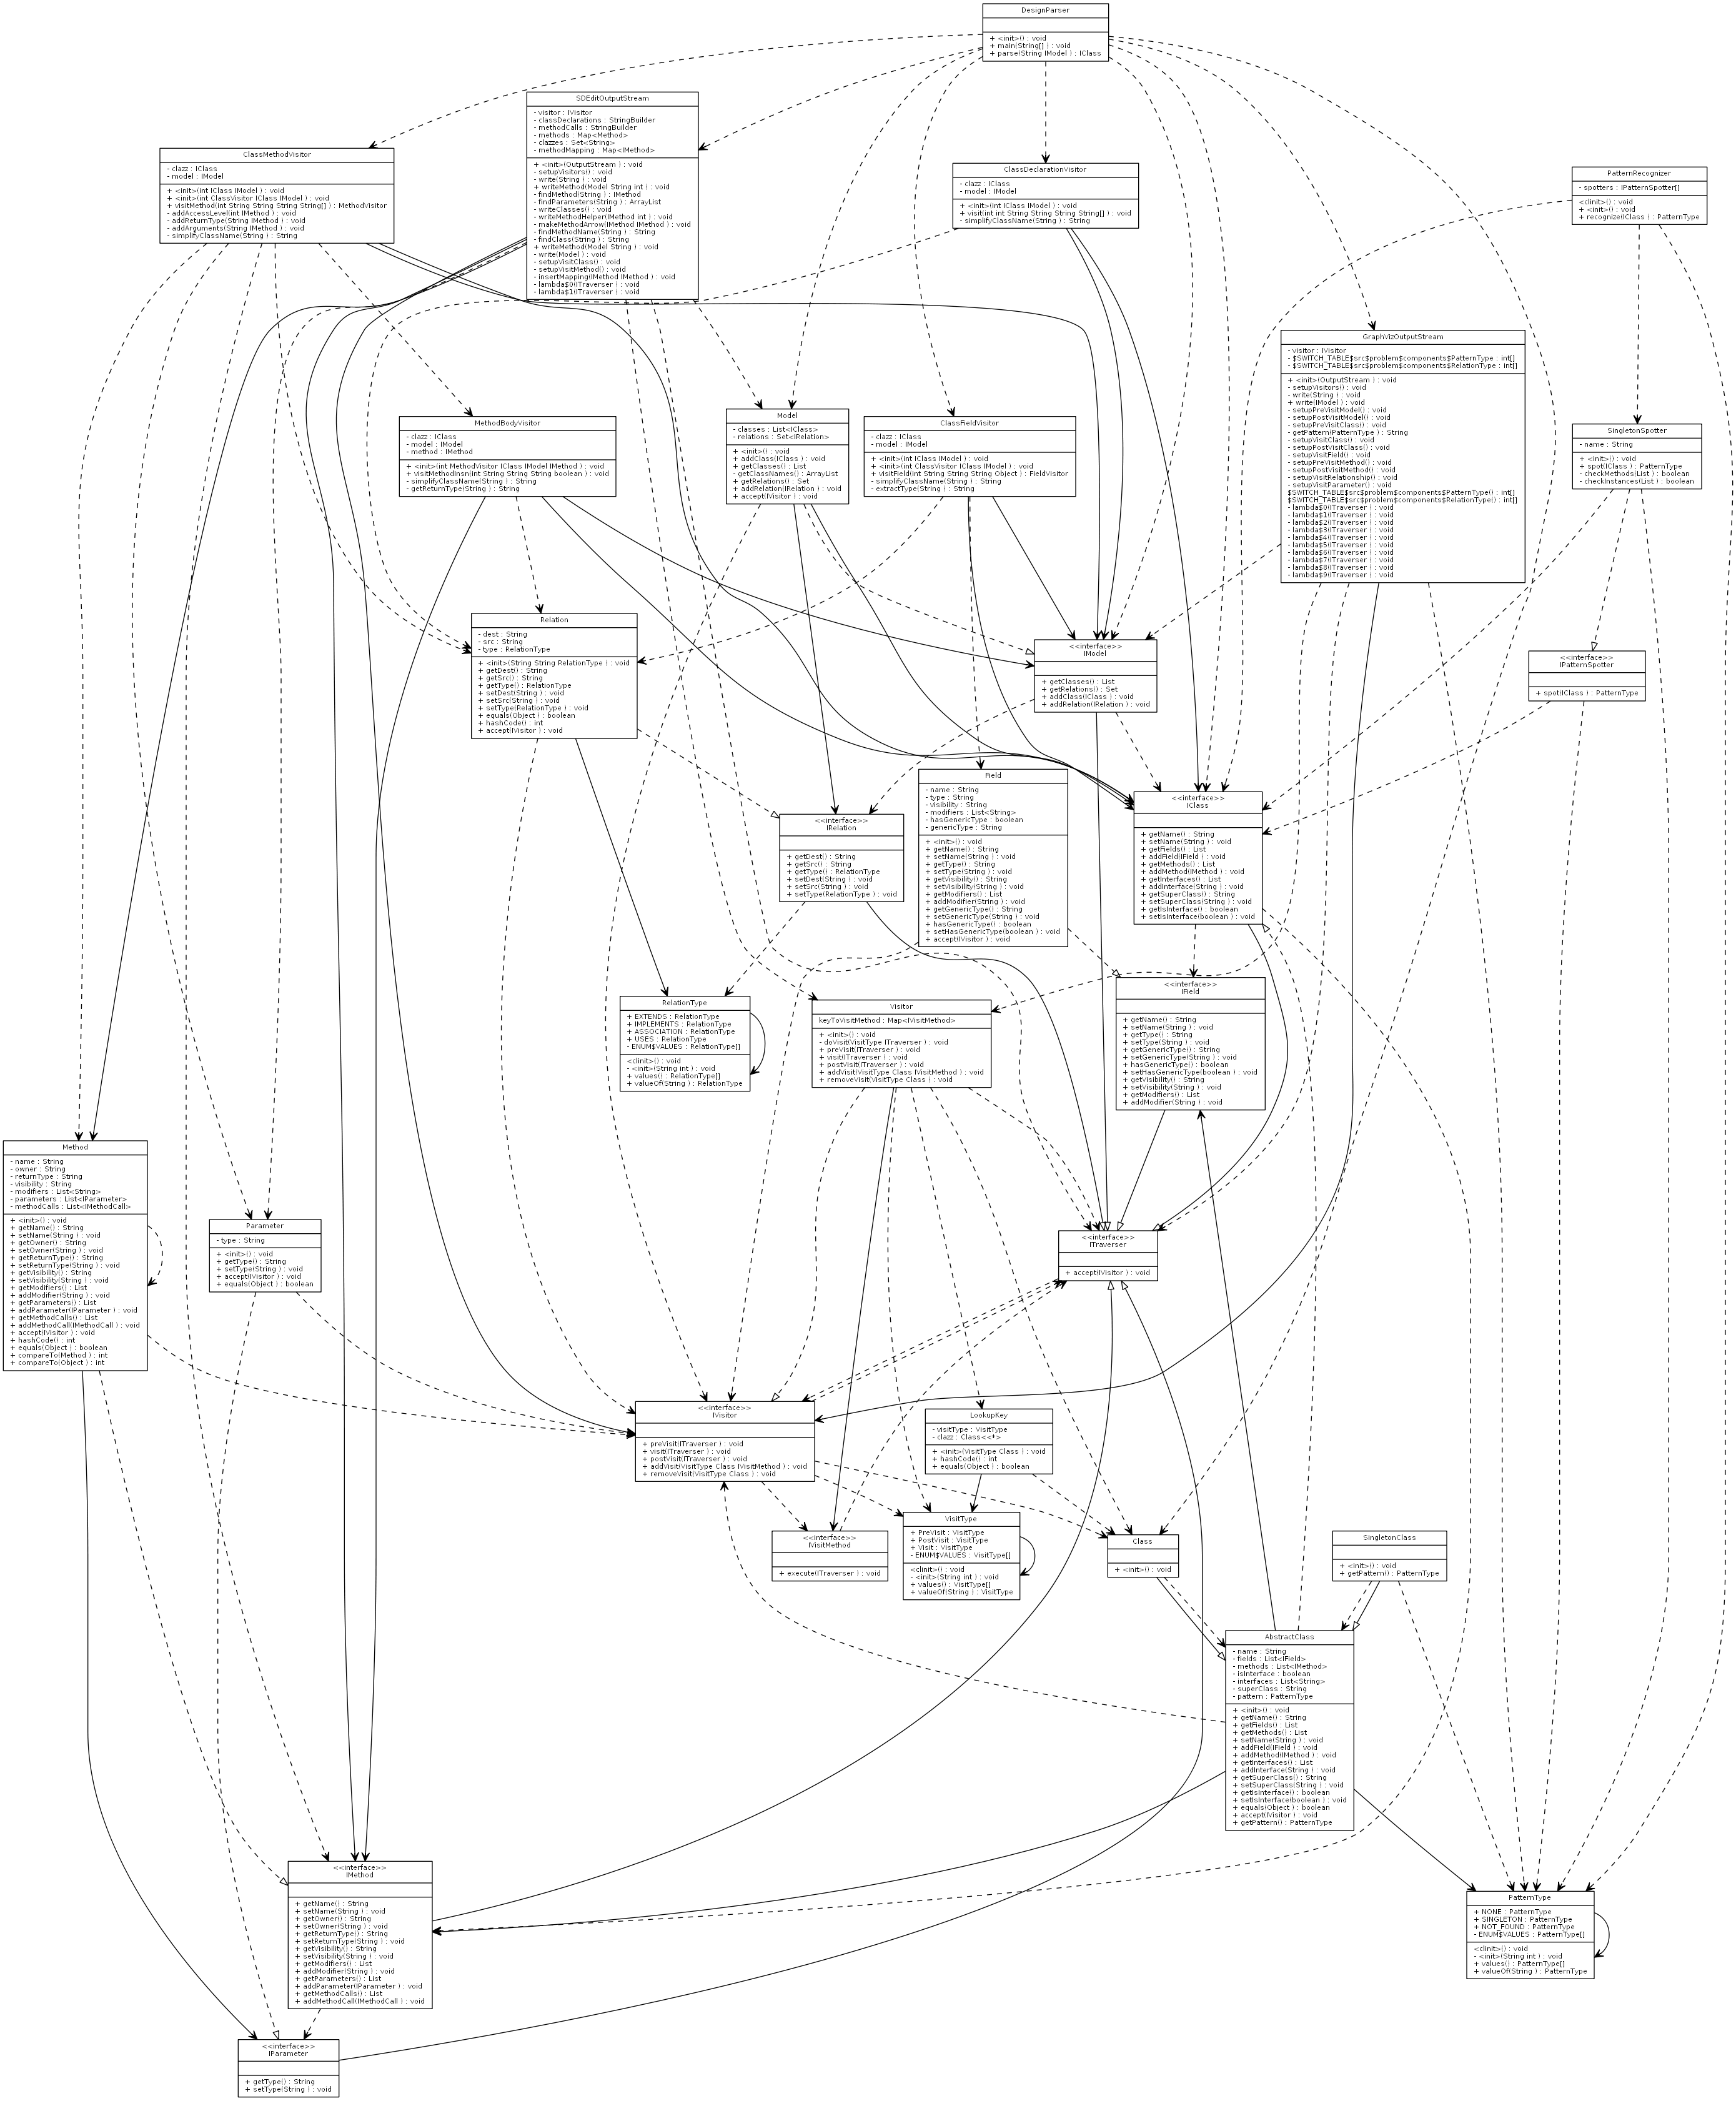 DesignParser
+ <init>() : void
+ main(String[] ) : void
+ parse(String IModel ) : IClass
SDEditOutputStream
- visitor : IVisitor
- classDeclarations : StringBuilder
- methodCalls : StringBuilder
- methods : Map<Method>
- clazzes : Set<String>
- methodMapping : Map<IMethod>
+ <init>(OutputStream ) : void
- setupVisitors() : void
- write(String ) : void
+ writeMethod(Model String int ) : void
- findMethod(String ) : IMethod
- findParameters(String ) : ArrayList
- writeClasses() : void
- writeMethodHelper(IMethod int ) : void
- makeMethodArrow(IMethod IMethod ) : void
- findMethodName(String ) : String
- findClass(String ) : String
+ writeMethod(Model String ) : void
- write(Model ) : void
- setupVisitClass() : void
- setupVisitMethod() : void
- insertMapping(IMethod IMethod ) : void
- lambda$0(ITraverser ) : void
- lambda$1(ITraverser ) : void
ClassMethodVisitor
- clazz : IClass
- model : IModel
+ <init>(int IClass IModel ) : void
+ <init>(int ClassVisitor IClass IModel ) : void
+ visitMethod(int String String String String[] ) : MethodVisitor
- addAccessLevel(int IMethod ) : void
- addReturnType(String IMethod ) : void
- addArguments(String IMethod ) : void
- simplifyClassName(String ) : String
ClassDeclarationVisitor
- clazz : IClass
- model : IModel
+ <init>(int IClass IModel ) : void
+ visit(int int String String String String[] ) : void
- simplifyClassName(String ) : String
PatternRecognizer
- spotters : IPatternSpotter[]
<clinit>() : void
+ <init>() : void
+ recognize(IClass ) : PatternType
GraphVizOutputStream
- visitor : IVisitor
- $SWITCH_TABLE$src$problem$components$PatternType : int[]
- $SWITCH_TABLE$src$problem$components$RelationType : int[]
+ <init>(OutputStream ) : void
- setupVisitors() : void
- write(String ) : void
+ write(IModel ) : void
- setupPreVisitModel() : void
- setupPostVisitModel() : void
- setupPreVisitClass() : void
- getPattern(PatternType ) : String
- setupVisitClass() : void
- setupPostVisitClass() : void
- setupVisitField() : void
- setupPreVisitMethod() : void
- setupPostVisitMethod() : void
- setupVisitRelationship() : void
- setupVisitParameter() : void
$SWITCH_TABLE$src$problem$components$PatternType() : int[]
$SWITCH_TABLE$src$problem$components$RelationType() : int[]
- lambda$0(ITraverser ) : void
- lambda$1(ITraverser ) : void
- lambda$2(ITraverser ) : void
- lambda$3(ITraverser ) : void
- lambda$4(ITraverser ) : void
- lambda$5(ITraverser ) : void
- lambda$6(ITraverser ) : void
- lambda$7(ITraverser ) : void
- lambda$8(ITraverser ) : void
- lambda$9(ITraverser ) : void
MethodBodyVisitor
- clazz : IClass
- model : IModel
- method : IMethod
+ <init>(int MethodVisitor IClass IModel IMethod ) : void
+ visitMethodInsn(int String String String boolean ) : void
- simplifyClassName(String ) : String
- getReturnType(String ) : String
Model
- classes : List<IClass>
- relations : Set<IRelation>
+ <init>() : void
+ addClass(IClass ) : void
+ getClasses() : List
- getClassNames() : ArrayList
+ getRelations() : Set
+ addRelation(IRelation ) : void
+ accept(IVisitor ) : void
ClassFieldVisitor
- clazz : IClass
- model : IModel
+ <init>(int IClass IModel ) : void
+ <init>(int ClassVisitor IClass IModel ) : void
+ visitField(int String String String Object ) : FieldVisitor
- simplifyClassName(String ) : String
- extractType(String ) : String
SingletonSpotter
- name : String
+ <init>() : void
+ spot(IClass ) : PatternType
- checkMethods(List ) : boolean
- checkInstances(List ) : boolean
Relation
- dest : String
- src : String
- type : RelationType
+ <init>(String String RelationType ) : void
+ getDest() : String
+ getSrc() : String
+ getType() : RelationType
+ setDest(String ) : void
+ setSrc(String ) : void
+ setType(RelationType ) : void
+ equals(Object ) : boolean
+ hashCode() : int
+ accept(IVisitor ) : void
<<interface>>
IModel
+ getClasses() : List
+ getRelations() : Set
+ addClass(IClass ) : void
+ addRelation(IRelation ) : void
<<interface>>
IPatternSpotter
+ spot(IClass ) : PatternType
Field
- name : String
- type : String
- visibility : String
- modifiers : List<String>
- hasGenericType : boolean
- genericType : String
+ <init>() : void
+ getName() : String
+ setName(String ) : void
+ getType() : String
+ setType(String ) : void
+ getVisibility() : String
+ setVisibility(String ) : void
+ getModifiers() : List
+ addModifier(String ) : void
+ getGenericType() : String
+ setGenericType(String ) : void
+ hasGenericType() : boolean
+ setHasGenericType(boolean ) : void
+ accept(IVisitor ) : void
<<interface>>
IClass
+ getName() : String
+ setName(String ) : void
+ getFields() : List
+ addField(IField ) : void
+ getMethods() : List
+ addMethod(IMethod ) : void
+ getInterfaces() : List
+ addInterface(String ) : void
+ getSuperClass() : String
+ setSuperClass(String ) : void
+ getIsInterface() : boolean
+ setIsInterface(boolean ) : void
<<interface>>
IRelation
+ getDest() : String
+ getSrc() : String
+ getType() : RelationType
+ setDest(String ) : void
+ setSrc(String ) : void
+ setType(RelationType ) : void
<<interface>>
IField
+ getName() : String
+ setName(String ) : void
+ getType() : String
+ setType(String ) : void
+ getGenericType() : String
+ setGenericType(String ) : void
+ hasGenericType() : boolean
+ setHasGenericType(boolean ) : void
+ getVisibility() : String
+ setVisibility(String ) : void
+ getModifiers() : List
+ addModifier(String ) : void
RelationType
+ EXTENDS : RelationType
+ IMPLEMENTS : RelationType
+ ASSOCIATION : RelationType
+ USES : RelationType
- ENUM$VALUES : RelationType[]
<clinit>() : void
- <init>(String int ) : void
+ values() : RelationType[]
+ valueOf(String ) : RelationType
Visitor
keyToVisitMethod : Map<IVisitMethod>
+ <init>() : void
- doVisit(VisitType ITraverser ) : void
+ preVisit(ITraverser ) : void
+ visit(ITraverser ) : void
+ postVisit(ITraverser ) : void
+ addVisit(VisitType Class IVisitMethod ) : void
+ removeVisit(VisitType Class ) : void
Method
- name : String
- owner : String
- returnType : String
- visibility : String
- modifiers : List<String>
- parameters : List<IParameter>
- methodCalls : List<IMethodCall>
+ <init>() : void
+ getName() : String
+ setName(String ) : void
+ getOwner() : String
+ setOwner(String ) : void
+ getReturnType() : String
+ setReturnType(String ) : void
+ getVisibility() : String
+ setVisibility(String ) : void
+ getModifiers() : List
+ addModifier(String ) : void
+ getParameters() : List
+ addParameter(IParameter ) : void
+ getMethodCalls() : List
+ addMethodCall(IMethodCall ) : void
+ accept(IVisitor ) : void
+ hashCode() : int
+ equals(Object ) : boolean
+ compareTo(Method ) : int
+ compareTo(Object ) : int
Parameter
- type : String
+ <init>() : void
+ getType() : String
+ setType(String ) : void
+ accept(IVisitor ) : void
+ equals(Object ) : boolean
<<interface>>
ITraverser
+ accept(IVisitor ) : void
<<interface>>
IVisitor
+ preVisit(ITraverser ) : void
+ visit(ITraverser ) : void
+ postVisit(ITraverser ) : void
+ addVisit(VisitType Class IVisitMethod ) : void
+ removeVisit(VisitType Class ) : void
LookupKey
- visitType : VisitType
- clazz : Class<<*>
+ <init>(VisitType Class ) : void
+ hashCode() : int
+ equals(Object ) : boolean
<<interface>>
IVisitMethod
+ execute(ITraverser ) : void
VisitType
+ PreVisit : VisitType
+ PostVisit : VisitType
+ Visit : VisitType
- ENUM$VALUES : VisitType[]
<clinit>() : void
- <init>(String int ) : void
+ values() : VisitType[]
+ valueOf(String ) : VisitType
Class
+ <init>() : void
SingletonClass
+ <init>() : void
+ getPattern() : PatternType
AbstractClass
- name : String
- fields : List<IField>
- methods : List<IMethod>
- isInterface : boolean
- interfaces : List<String>
- superClass : String
- pattern : PatternType
+ <init>() : void
+ getName() : String
+ getFields() : List
+ getMethods() : List
+ setName(String ) : void
+ addField(IField ) : void
+ addMethod(IMethod ) : void
+ getInterfaces() : List
+ addInterface(String ) : void
+ getSuperClass() : String
+ setSuperClass(String ) : void
+ getIsInterface() : boolean
+ setIsInterface(boolean ) : void
+ equals(Object ) : boolean
+ accept(IVisitor ) : void
+ getPattern() : PatternType
<<interface>>
IMethod
+ getName() : String
+ setName(String ) : void
+ getOwner() : String
+ setOwner(String ) : void
+ getReturnType() : String
+ setReturnType(String ) : void
+ getVisibility() : String
+ setVisibility(String ) : void
+ getModifiers() : List
+ addModifier(String ) : void
+ getParameters() : List
+ addParameter(IParameter ) : void
+ getMethodCalls() : List
+ addMethodCall(IMethodCall ) : void
PatternType
+ NONE : PatternType
+ SINGLETON : PatternType
+ NOT_FOUND : PatternType
- ENUM$VALUES : PatternType[]
<clinit>() : void
- <init>(String int ) : void
+ values() : PatternType[]
+ valueOf(String ) : PatternType
<<interface>>
IParameter
+ getType() : String
+ setType(String ) : void